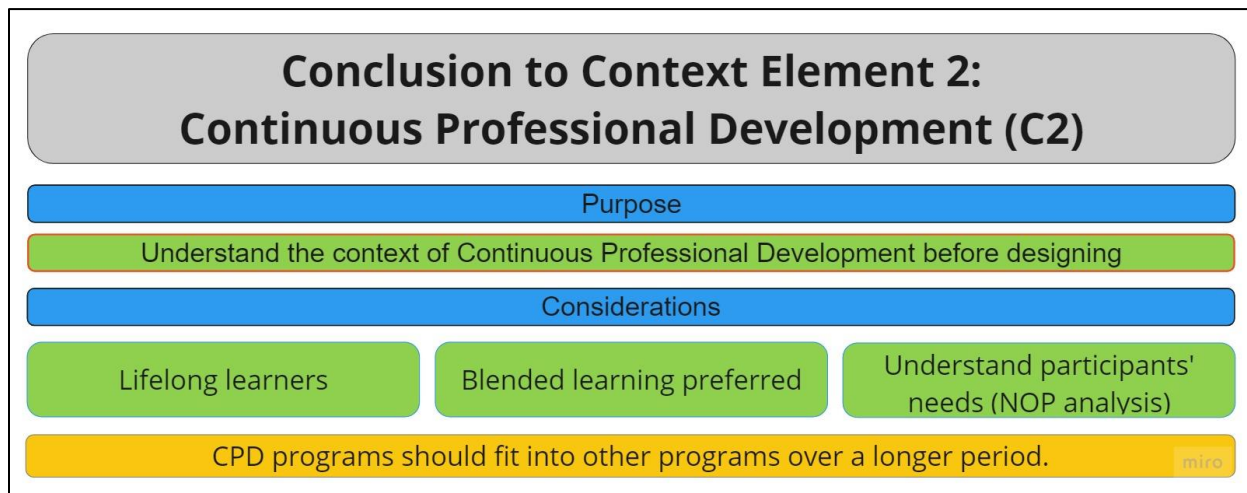 Conclusion to Context Element 2:
Continuous Professional Development (C2)
Purpose
Understand the context of Continuous Professional Development before designing
Considerations
Lifelong learners
Blended learning preferred
Understand participants'
needs (NOP analysis)
CPD programs should fit into other programs over a longer period.
miro